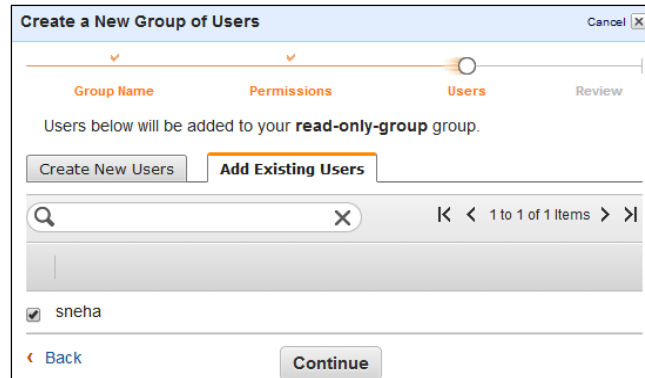 Create a New Group of Users Cancel
Group Name Permissions Users Review
Users below will be added to your read-only-group group.
Create New Users Add Existing Users
1 to 1 of 1 Items
sneha
Back Continue